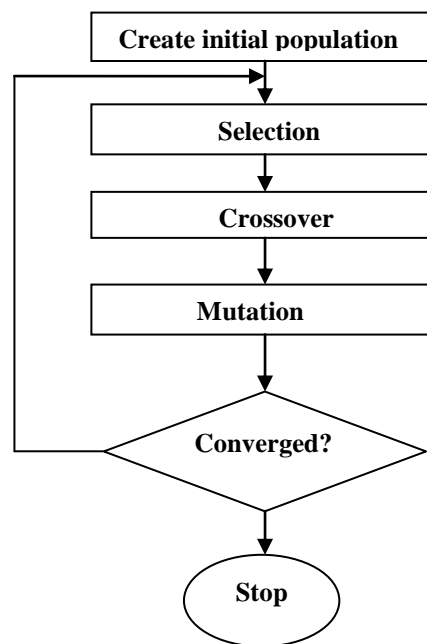 Create initial population
Selection
Crossover
Mutation
Converged?
Stop